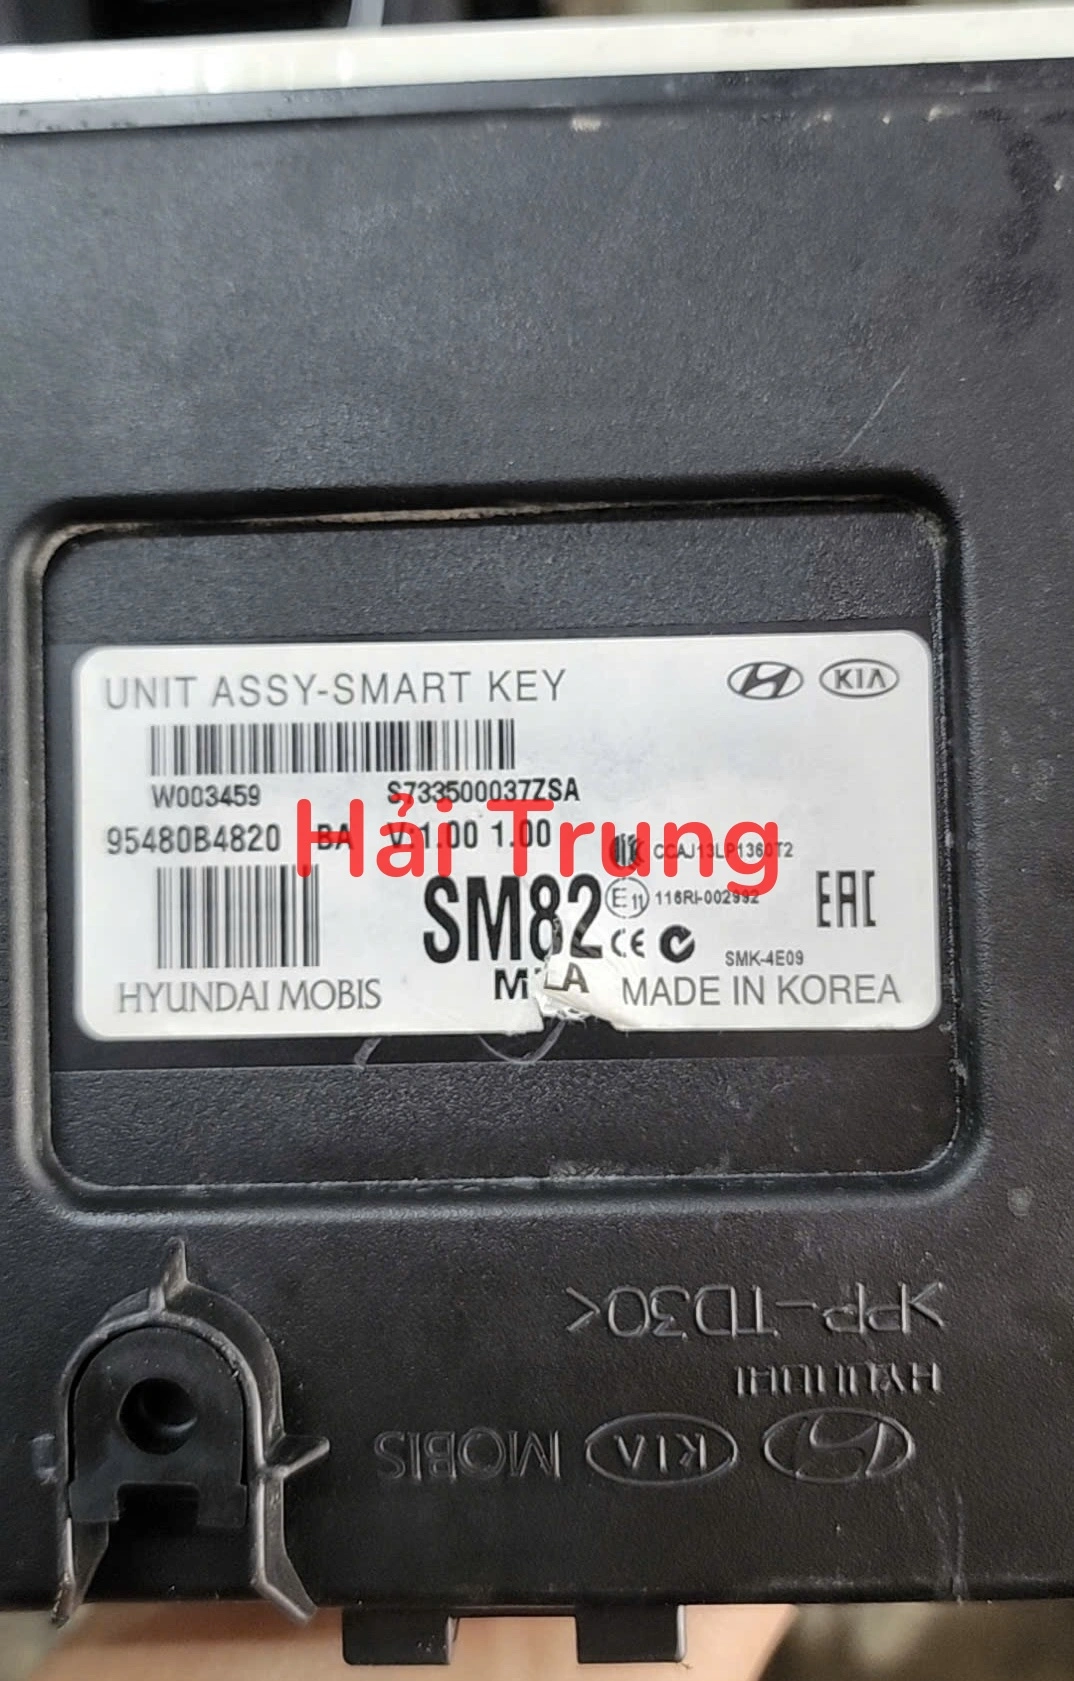 UNIT ASSY-SMART KEY
KIA
W003459 S733500037ZSA
95480B4820 BA V:1.00 1.00
Hải Trung
CCAJ13LP1360T2
SM82
E11 116RI-002992
EAC
CE
SMK-4E09
HYUNDAI MOBIS
MADE IN KOREA
>PP-TD30<
HYUNDAI
KIA MOBIS